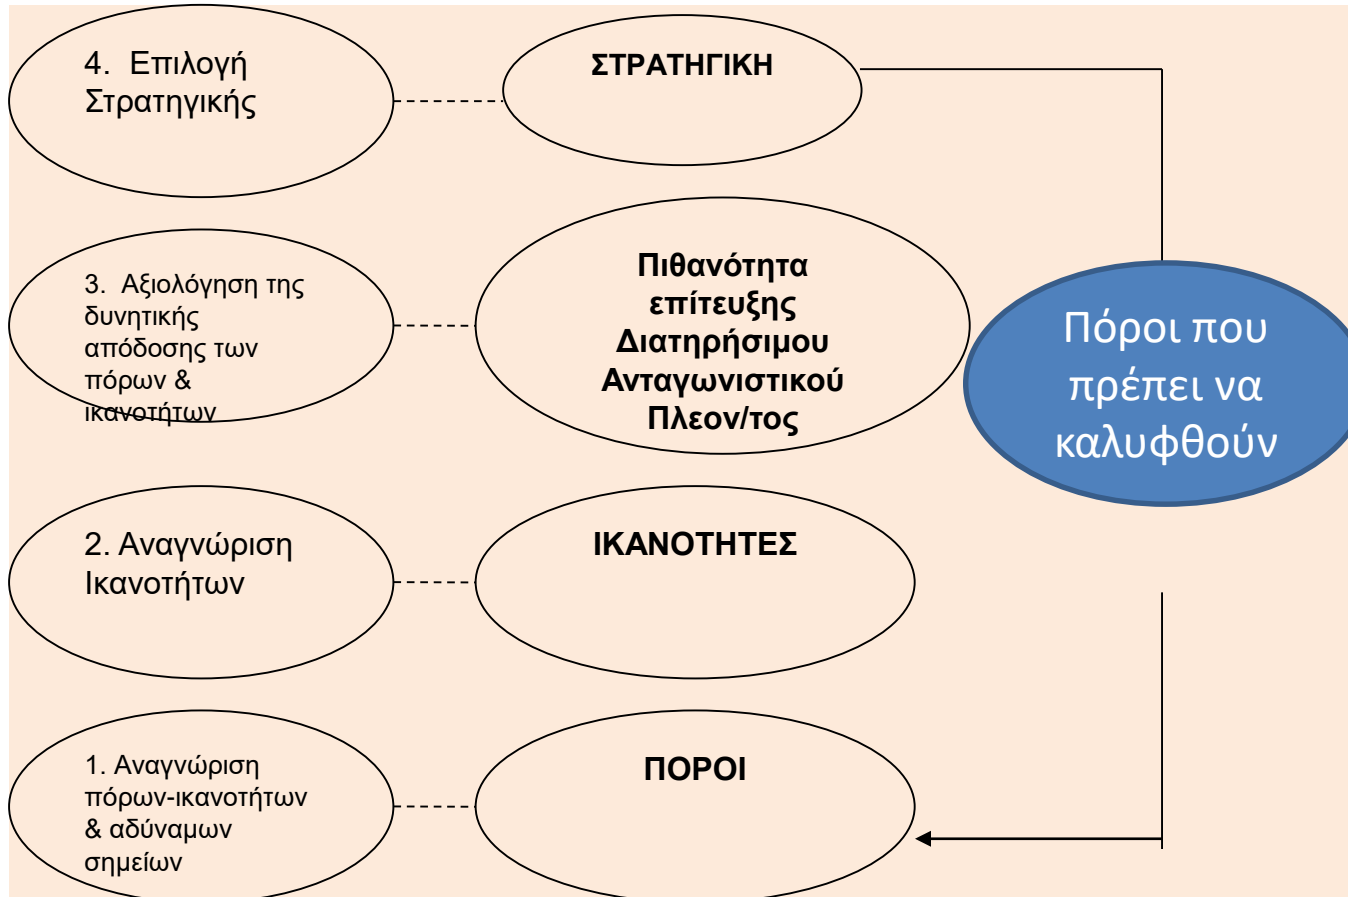 4.  Επιλογή
Στρατηγικής
ΣΤΡΑΤΗΓΙΚΗ
3.  Αξιολόγηση της
δυνητικής
απόδοσης των
πόρων &
ικανοτήτων
Πιθανότητα
επίτευξης
Διατηρήσιμου
Ανταγωνιστικού
Πλεον/τος
Πόροι που
πρέπει να
καλυφθούν
2. Αναγνώριση
Ικανοτήτων
ΙΚΑΝΟΤΗΤΕΣ
1. Αναγνώριση
πόρων-ικανοτήτων
& αδύναμων
σημείων
ΠΟΡΟΙ